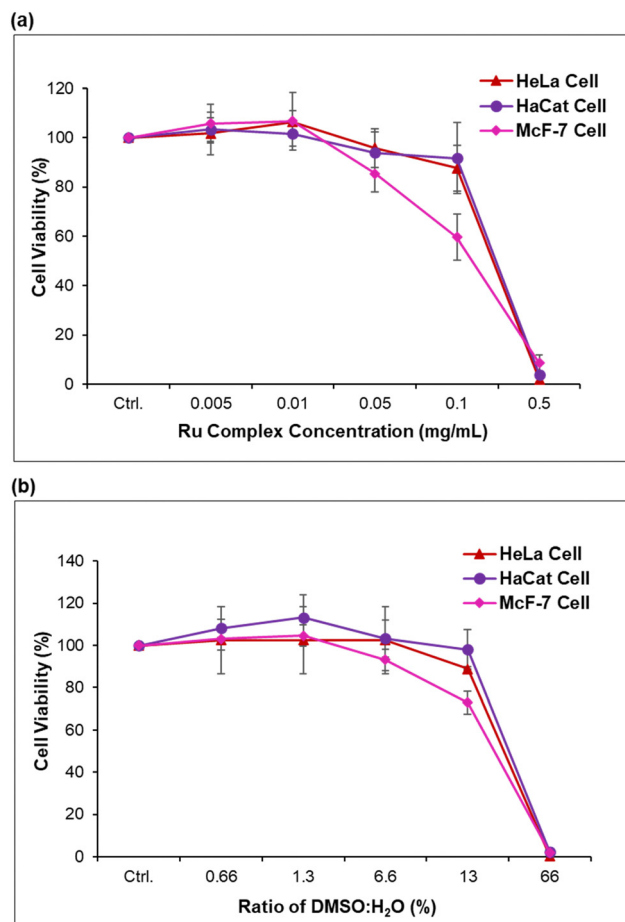 (a)
120
100
80
60
40
20
0
Cell Viability (%)
HeLa Cell
HaCat Cell
McF-7 Cell
Ctrl. 0.005 0.01 0.05 0.1 0.5
Ru Complex Concentration (mg/mL)
(b)
140
120
100
80
60
40
20
0
Cell Viability (%)
HeLa Cell
HaCat Cell
McF-7 Cell
Ctrl. 0.66 1.3 6.6 13 66
Ratio of DMSO:H₂O (%)